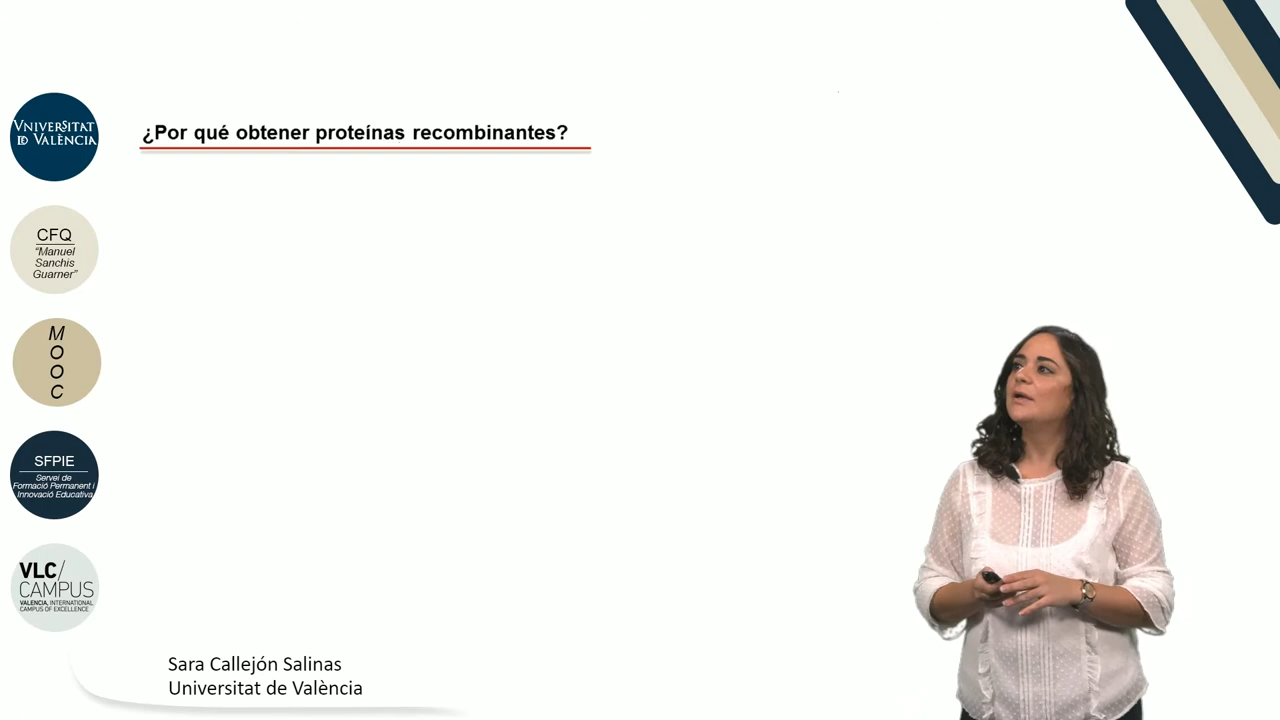 ¿Por qué obtener proteínas recombinantes?
VNIVERSITAT
ID VALÈNCIA
CFQ
“Manuel
Sanchis
Guarner”
M
O
O
C
SFPIE
Servei de
Formació Permanent i
Innovació Educativa
VLC/
CAMPUS
VALENCIA, INTERNATIONAL
CAMPUS OF EXCELLENCE
Sara Callejón Salinas
Universitat de València